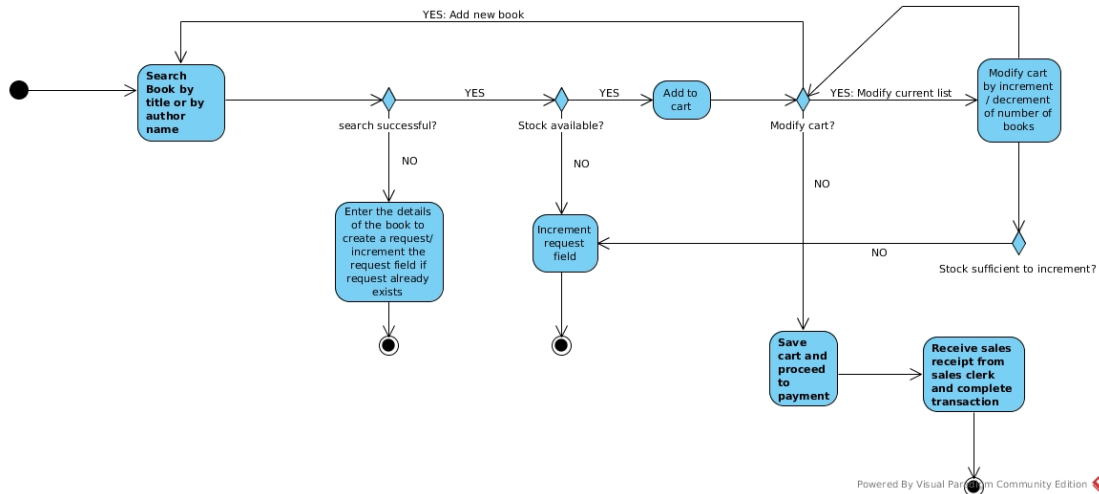 YES: Add new book
Search
Book by
title or by
author
name
YES
YES
Add to
cart
YES: Modify current list
Modify cart
by increment
/ decrement
of number of
books
search successful?
Stock available?
Modify cart?
NO
NO
NO
Enter the details
of the book to
create a request/
increment the
request field if
request already
exists
Increment
request
field
NO
Stock sufficient to increment?
Save
cart and
proceed
to
payment
Receive sales
receipt from
sales clerk
and complete
transaction
Powered By Visual Paradigm Community Edition